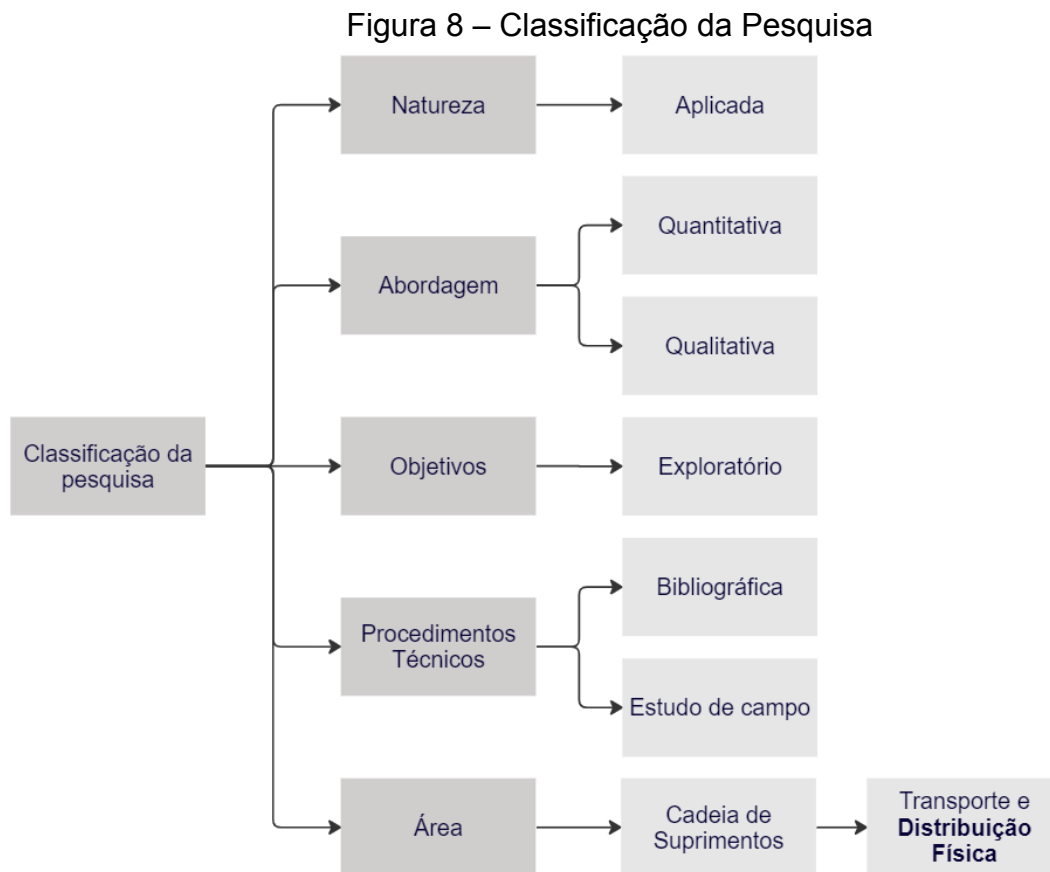 Figura 8 – Classificação da Pesquisa
Natureza
Aplicada
Abordagem
Quantitativa
Qualitativa
Classificação da
pesquisa
Objetivos
Exploratório
Procedimentos
Técnicos
Bibliográfica
Estudo de campo
Área
Cadeia de
Suprimentos
Transporte e
Distribuição
Física